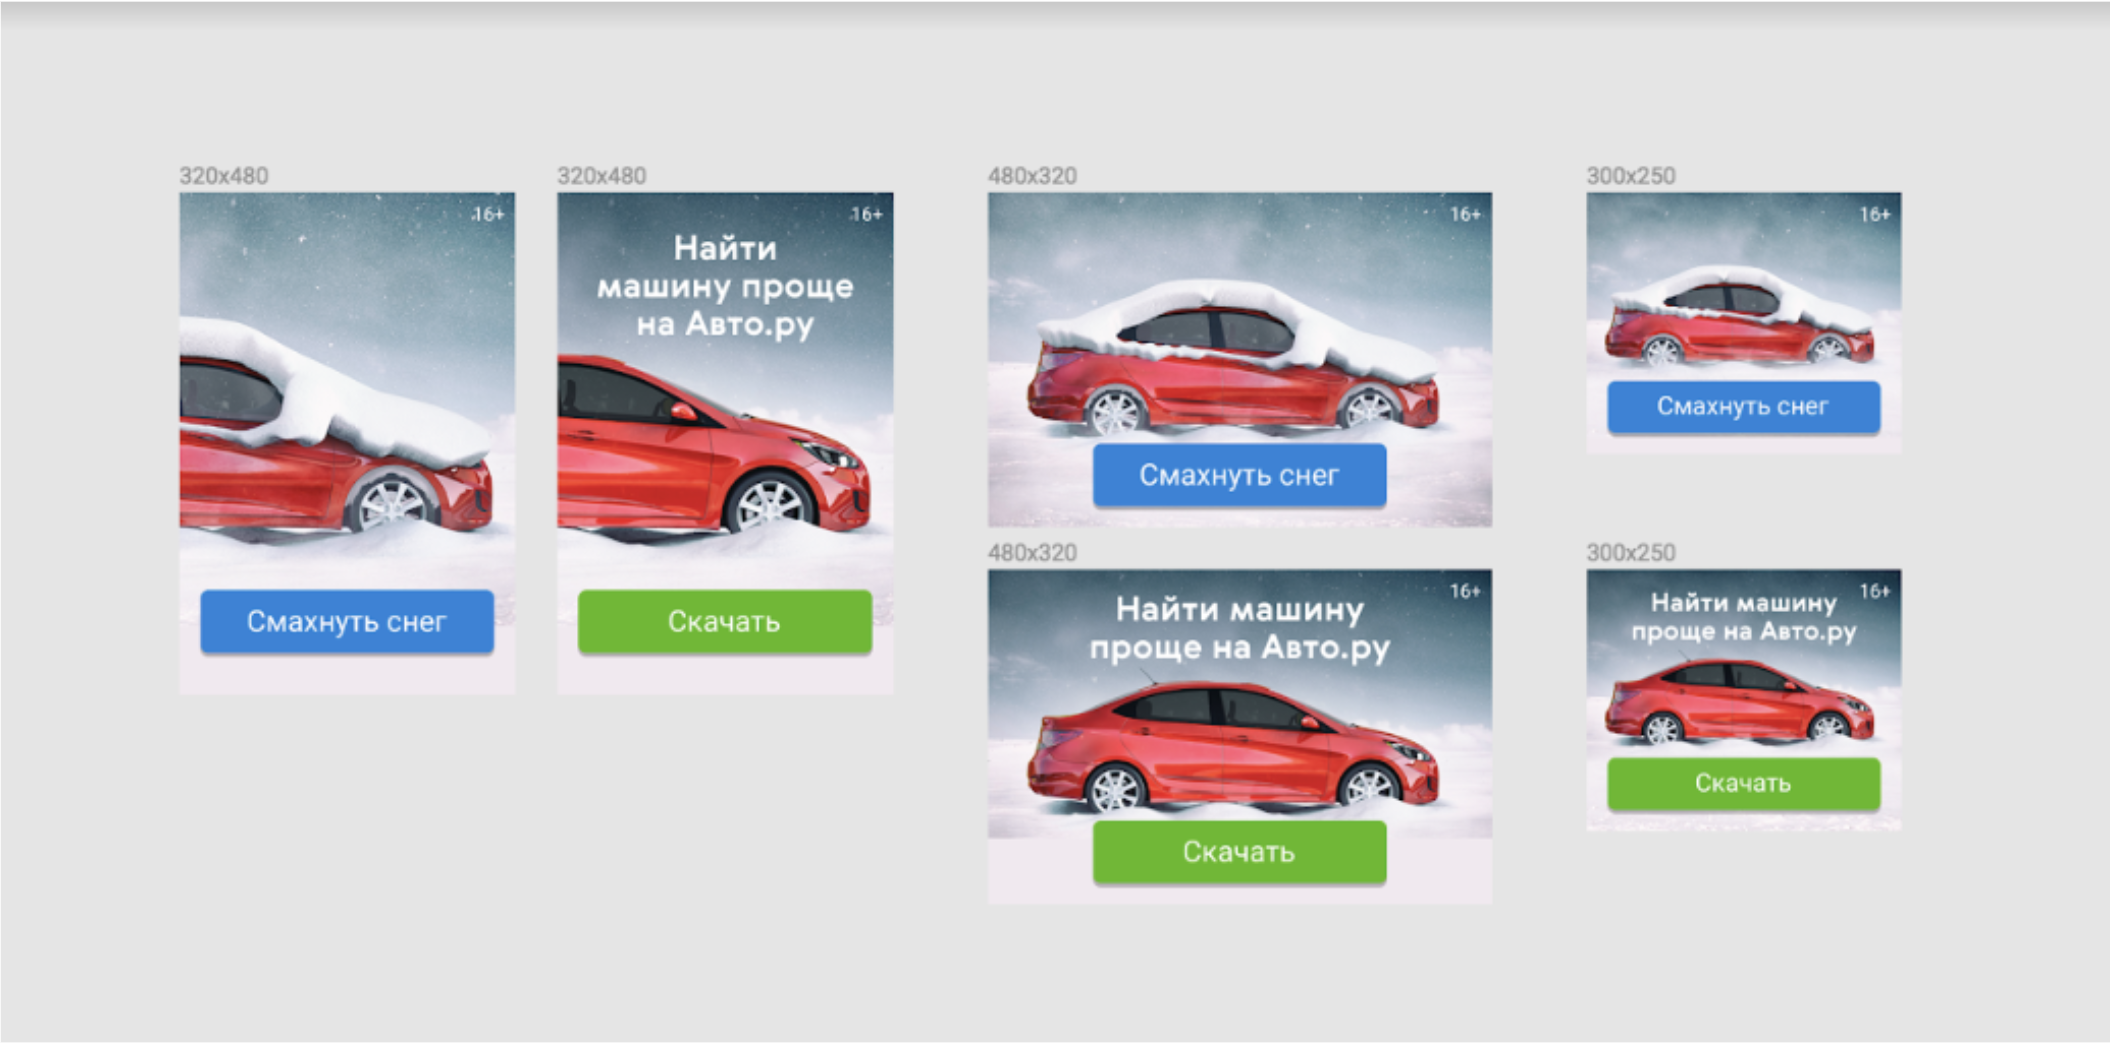 320x480
16+
Смахнуть снег
320x480
16+
Найти
машину проще
на Авто.ру
Скачать
480x320
16+
Смахнуть снег
480x320
16+
Найти машину
проще на Авто.ру
Скачать
300x250
16+
Смахнуть снег
300x250
16+
Найти машину
проще на Авто.ру
Скачать